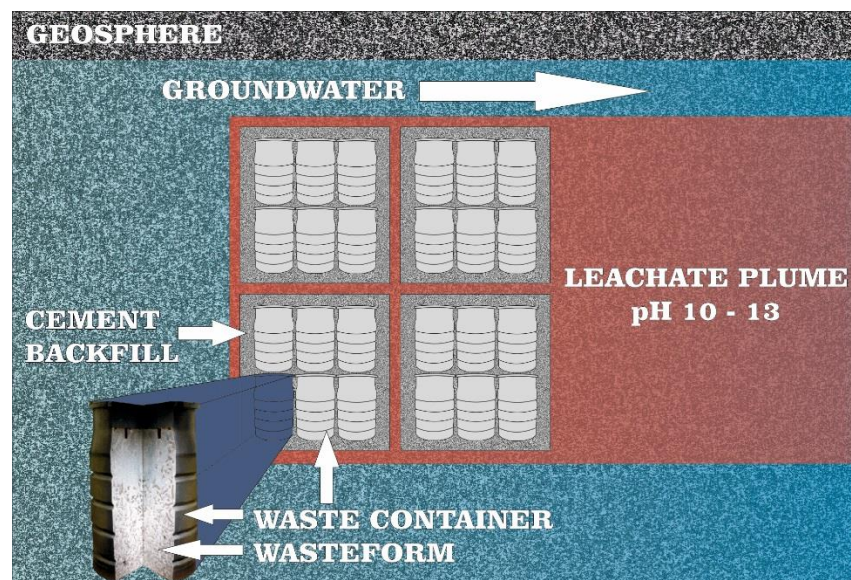 GEOSPHERE
GROUNDWATER
LEACHATE PLUME
pH 10 - 13
CEMENT
BACKFILL
WASTE CONTAINER
WASTEFORM